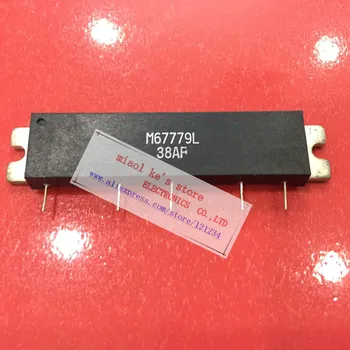 M67779L
38AF
miaol ke's store
ELECTRONICS Co.,LTD
www.aliexpress.com/store/121234